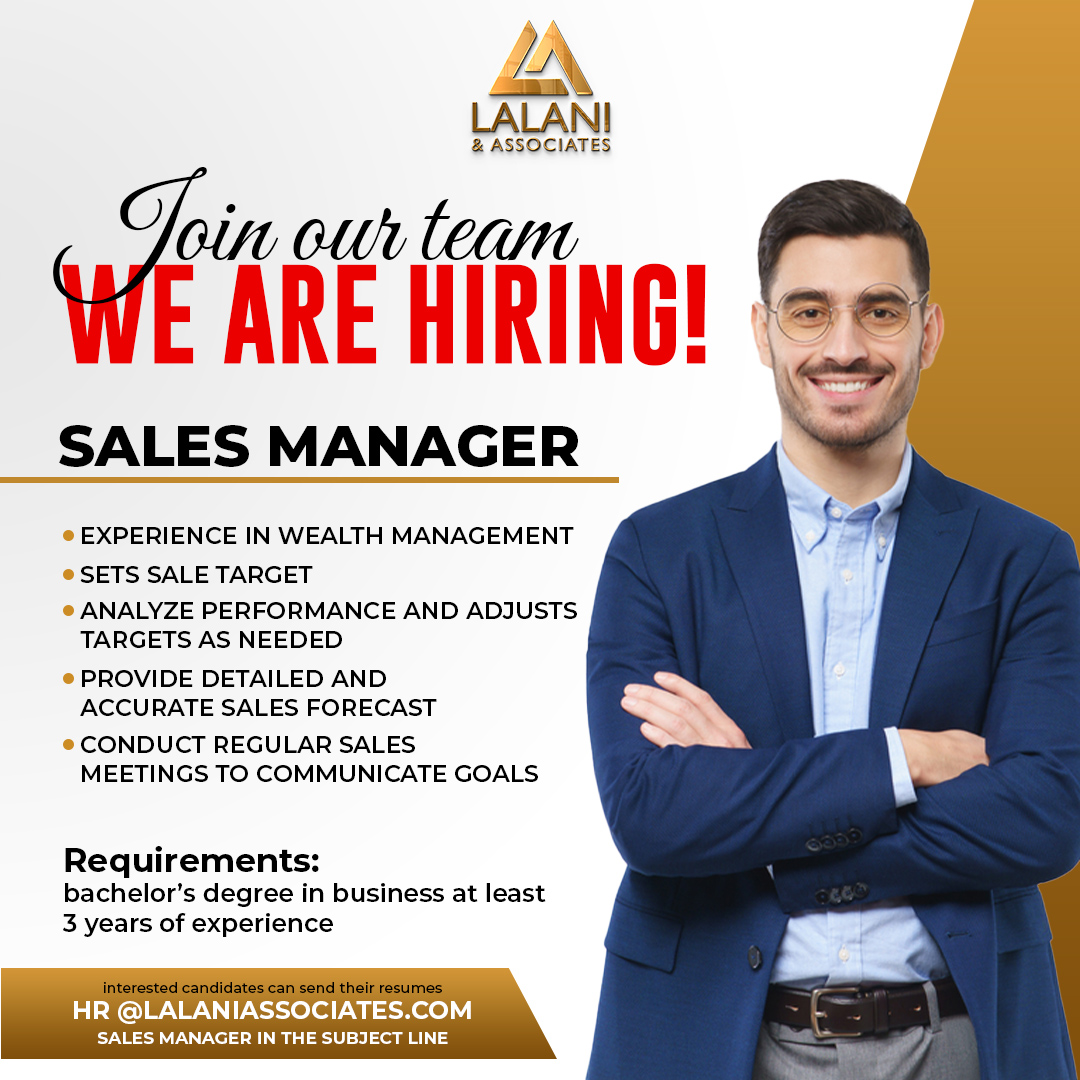 LALANI
& ASSOCIATES
Join our team
WE ARE HIRING!
SALES MANAGER
EXPERIENCE IN WEALTH MANAGEMENT
SETS SALE TARGET
ANALYZE PERFORMANCE AND ADJUSTS
TARGETS AS NEEDED
PROVIDE DETAILED AND
ACCURATE SALES FORECAST
CONDUCT REGULAR SALES
MEETINGS TO COMMUNICATE GOALS
Requirements:
bachelor's degree in business at least
3 years of experience
interested candidates can send their resumes
HR @LALANIASSOCIATES.COM
SALES MANAGER IN THE SUBJECT LINE